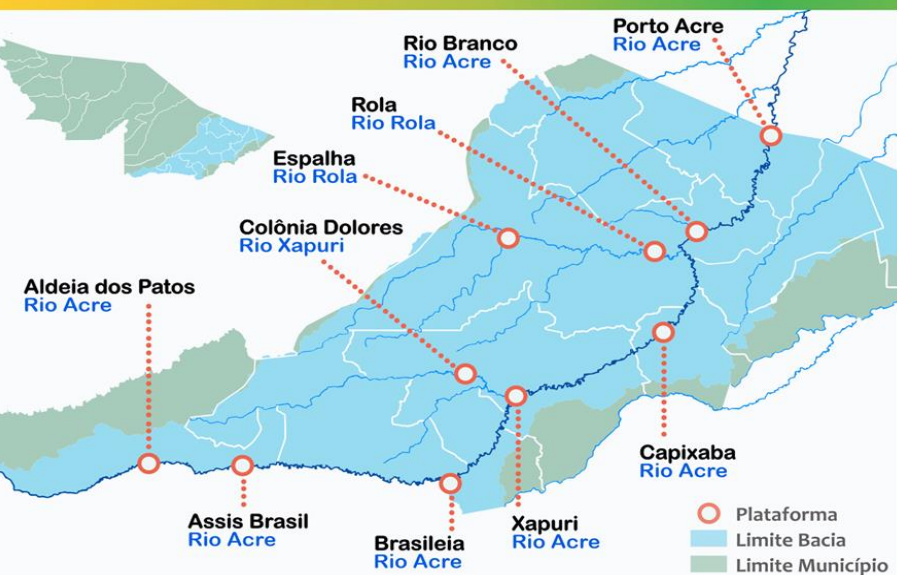 Porto Acre
Rio Acre
Rio Branco
Rio Acre
Rola
Rio Rola
Espalha
Rio Rola
Colônia Dolores
Rio Xapuri
Aldeia dos Patos
Rio Acre
Capixaba
Rio Acre
Assis Brasil
Rio Acre
Brasileia
Rio Acre
Xapuri
Rio Acre
Plataforma
Limite Bacia
Limite Município